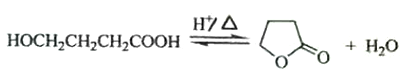 HOCH₂CH₂CH₂COOH H⁺/△ O O + H₂O